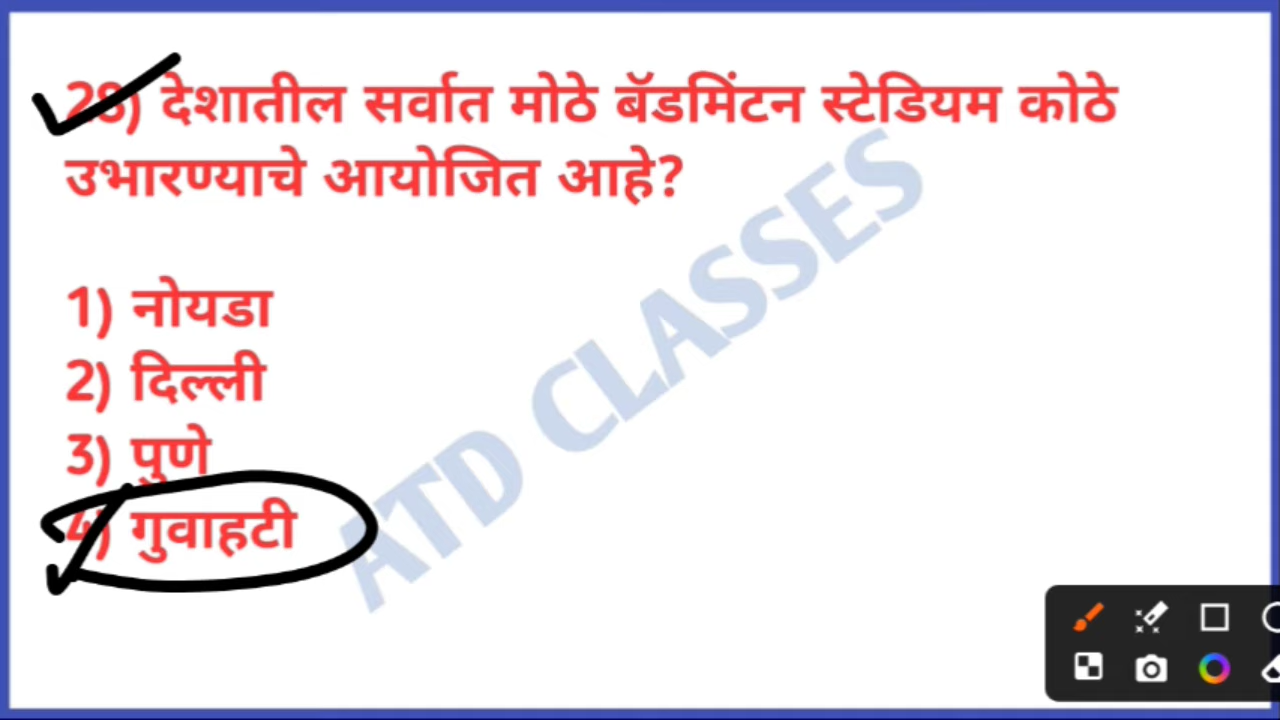 28) देशातील सर्वात मोठे बॅडमिंटन स्टेडियम कोठे
उभारण्याचे आयोजित आहे?
1) नोयडा
2) दिल्ली
3) पुणे
4) गुवाहटी
ATD CLASSES